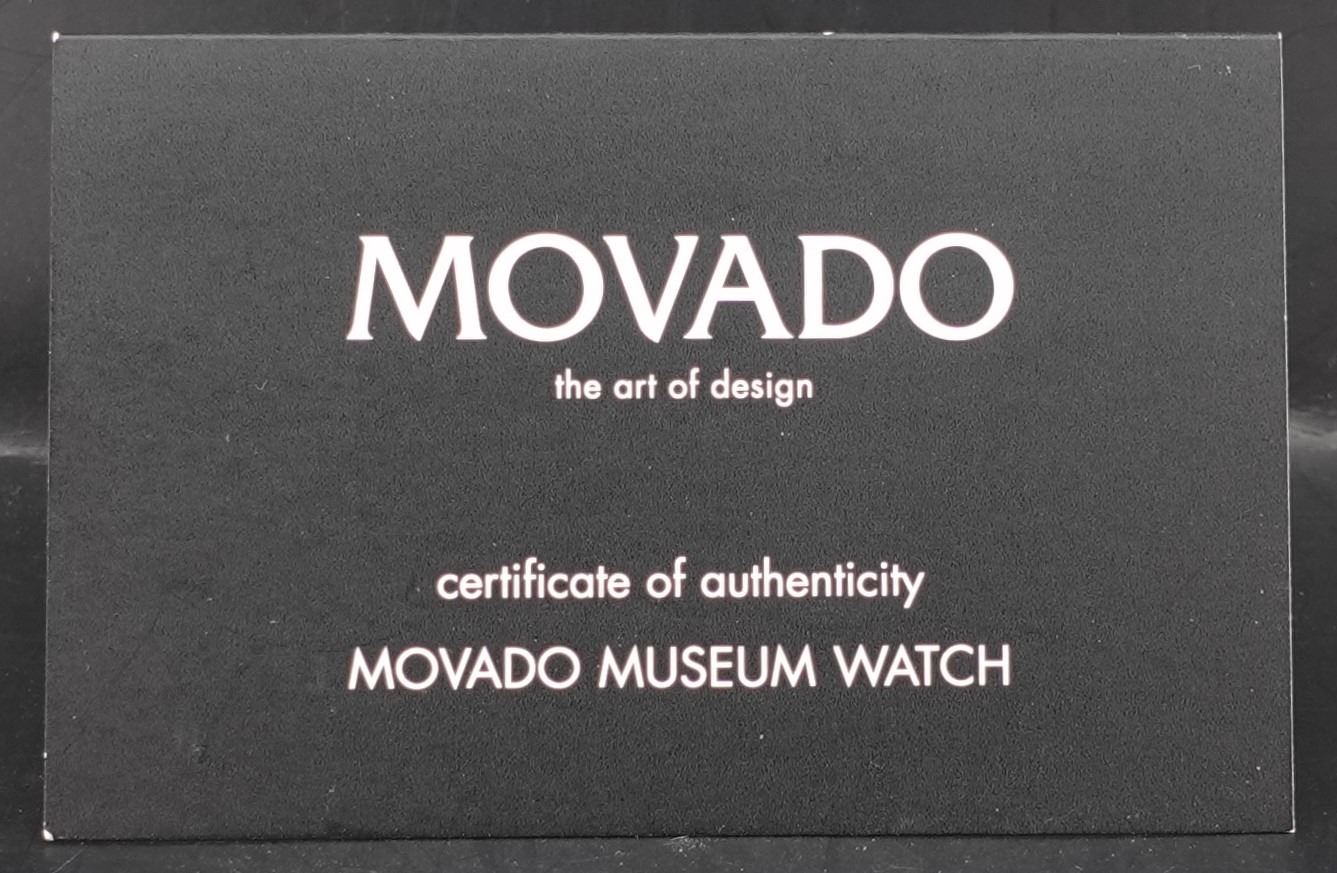 MOVADO
the art of design
certificate of authenticity
MOVADO MUSEUM WATCH